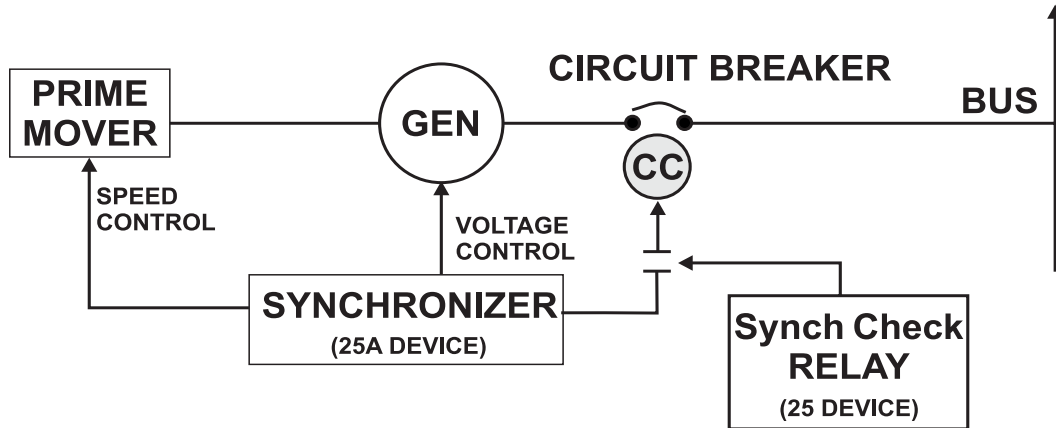 CIRCUIT BREAKER
PRIME
MOVER
GEN
BUS
CC
SPEED
CONTROL
VOLTAGE
CONTROL
SYNCHRONIZER
(25A DEVICE)
Synch Check
RELAY
(25 DEVICE)